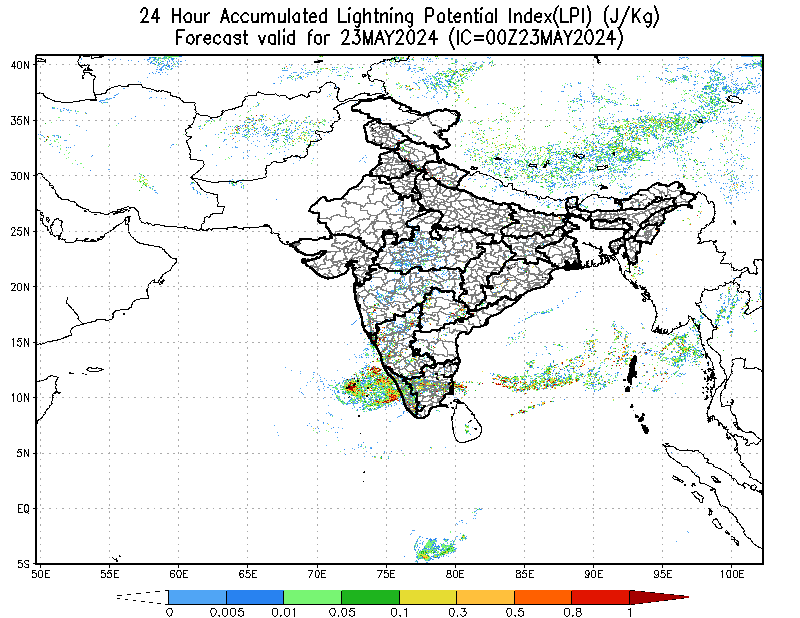 24 Hour Accumulated Lightning Potential Index(LPI) (J/Kg)
Forecast valid for 23MAY2024 (IC=00Z23MAY2024)
40N
35N
30N
25N
20N
15N
10N
5N
EQ
5S
50E 55E 60E 65E 70E 75E 80E 85E 90E 95E 100E
0 0.005 0.01 0.05 0.1 0.3 0.5 0.8 1